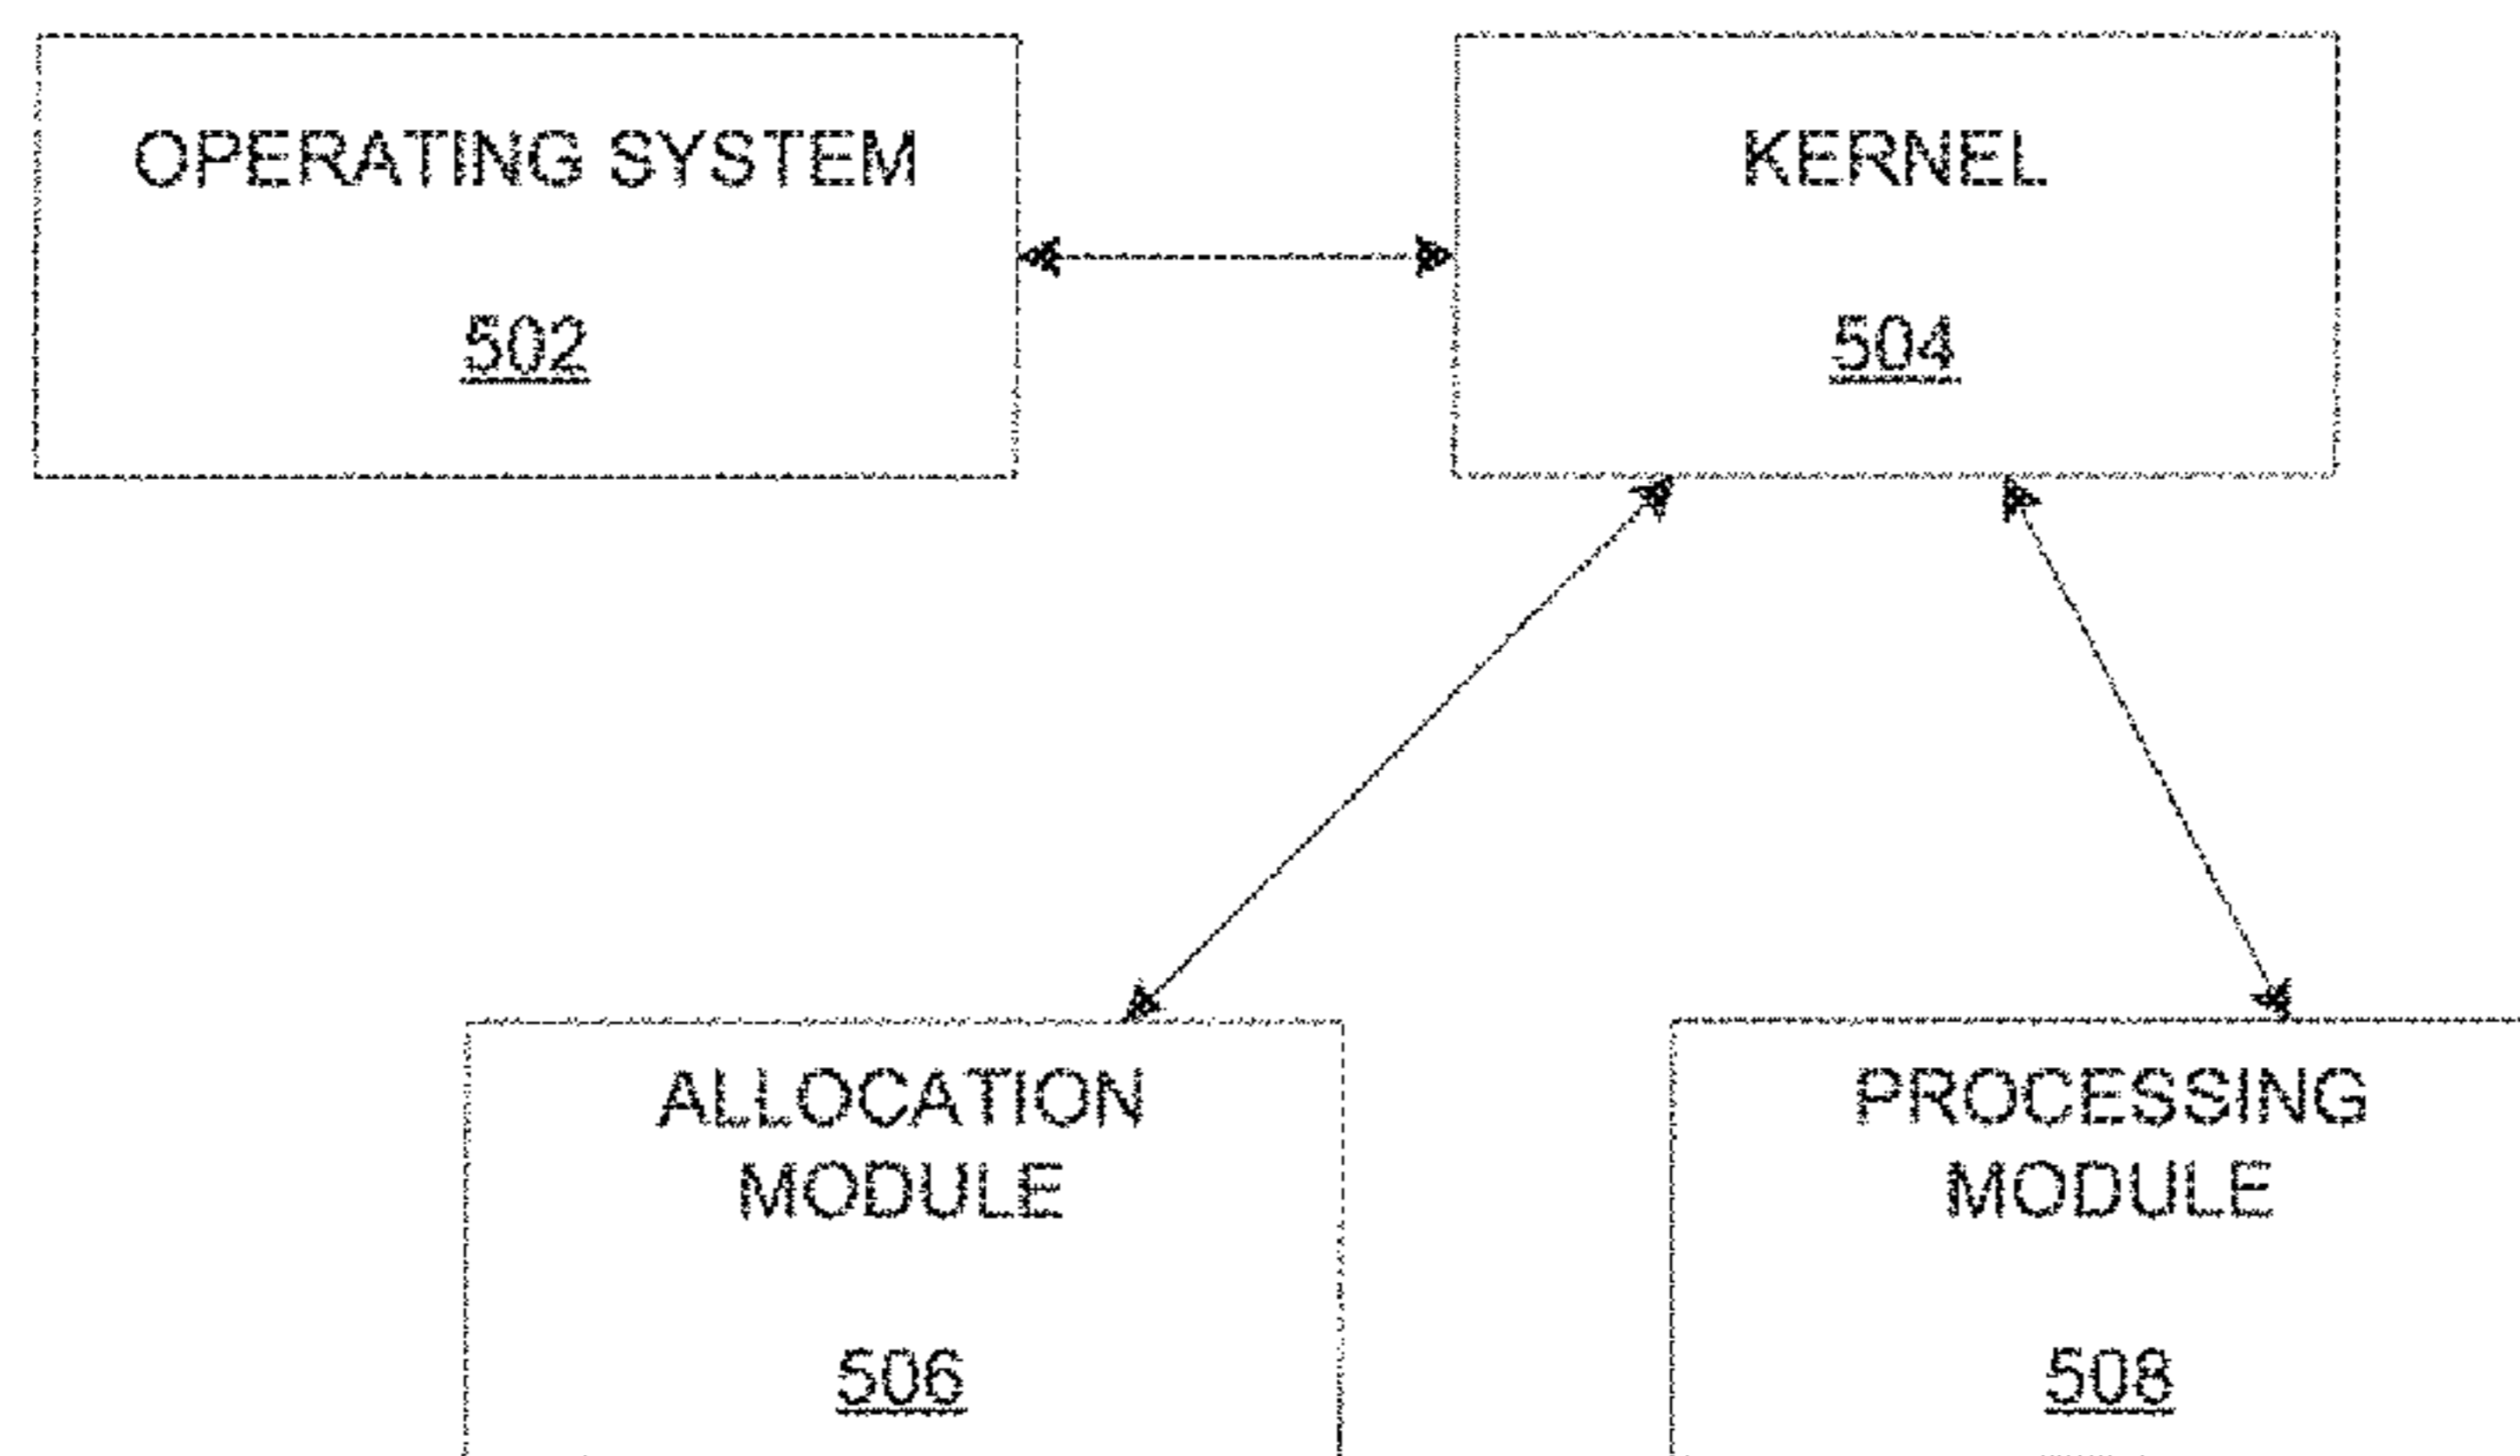 OPERATING SYSTEM
502
KERNEL
504
ALLOCATION
MODULE
506
PROCESSING
MODULE
508